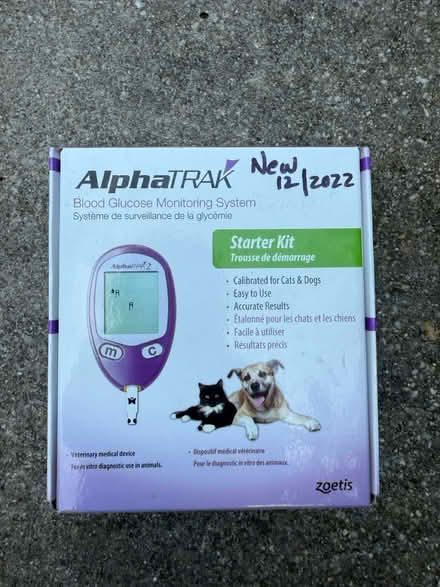 AlphaTRAK
New
12/2022
Blood Glucose Monitoring System
Système de surveillance de la glycémie
Starter Kit
Trousse de démarrage
AlphaTRAK 2
m c
• Calibrated for Cats & Dogs
• Easy to Use
• Accurate Results
• Étalonné pour les chats et les chiens
• Facile à utiliser
• Résultats précis
• Veterinary medical device
For in vitro diagnostic use in animals.
• Dispositif médical vétérinaire
Pour le diagnostic in vitro des animaux.
zoetis